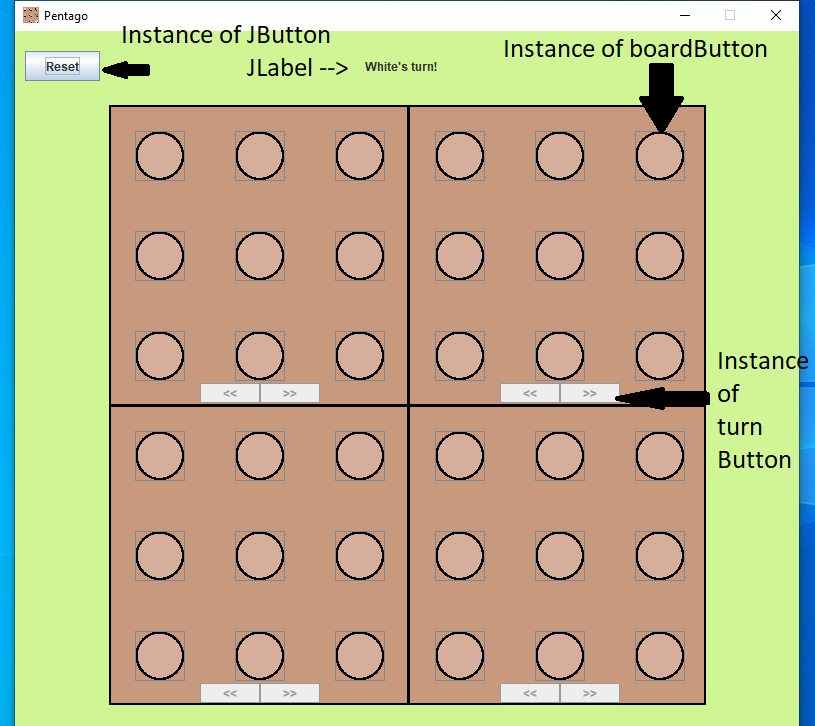 Pentago
Instance of JButton
Instance of boardButton
Reset
JLabel -->
White's turn!
Instance
of
turn
Button
<< >>
<< >>
<< >>
<< >>